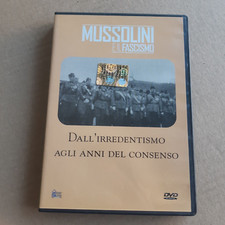 MUSSOLINI
E IL FASCISMO
DALL'IRREDENTISMO
AGLI ANNI DEL CONSENSO
DVD